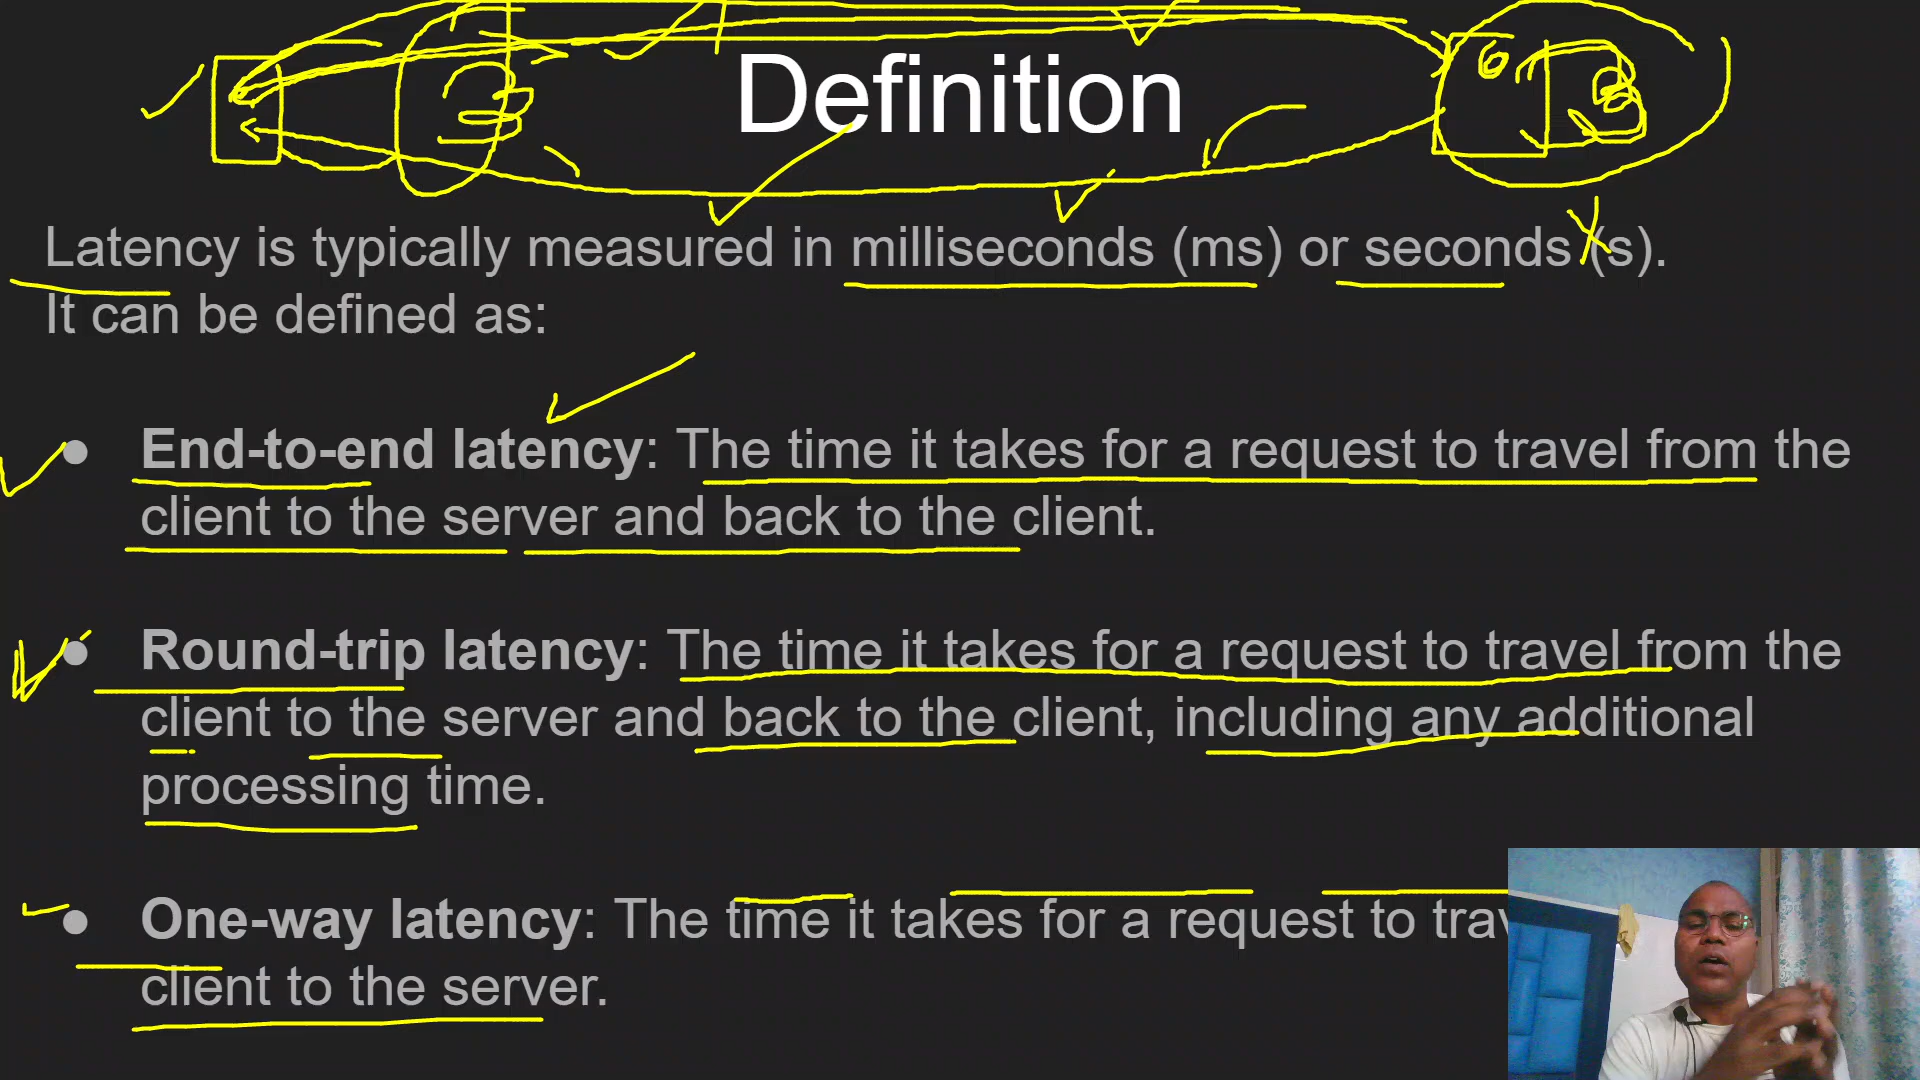 Definition
Latency is typically measured in milliseconds (ms) or seconds (s).
It can be defined as:
● End-to-end latency: The time it takes for a request to travel from the
client to the server and back to the client.
● Round-trip latency: The time it takes for a request to travel from the
client to the server and back to the client, including any additional
processing time.
● One-way latency: The time it takes for a request to
client to the server.